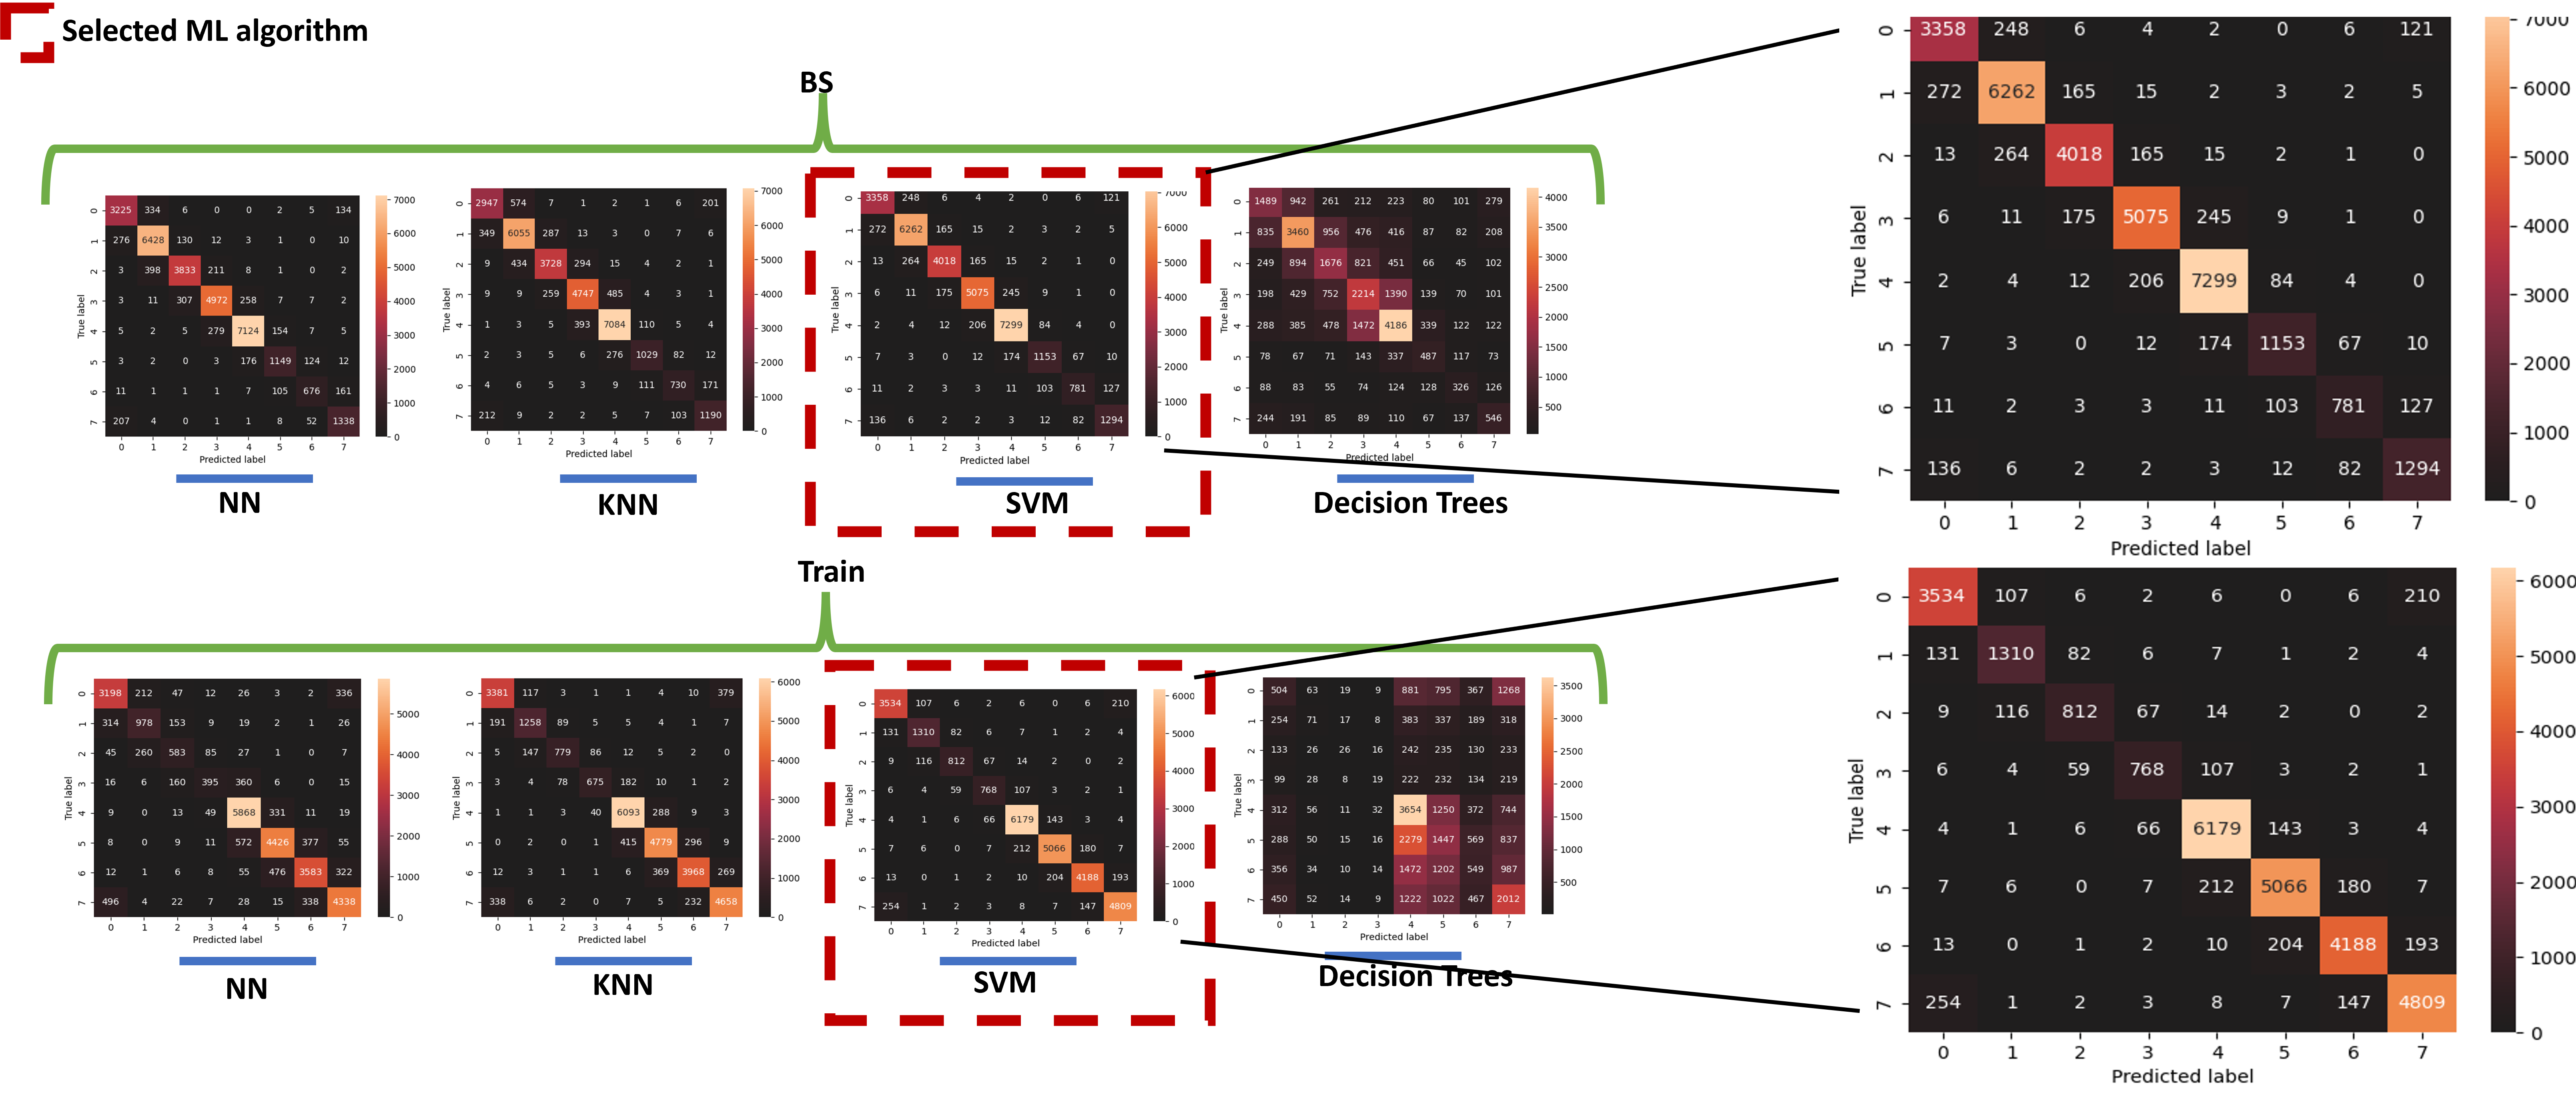 Selected ML algorithm
BS
0 3225 334 6 0 0 2 5 134
1 276 6428 130 12 3 1 0 10
2 3 398 3833 211 8 1 0 2
3 3 11 307 4972 258 7 7 2
4 5 2 5 279 7124 154 7 5
5 3 2 0 3 176 1149 124 12
6 11 1 1 1 7 105 676 161
7 207 4 0 1 1 8 52 1338
0 1 2 3 4 5 6 7
Predicted label
True label
7000
6000
5000
4000
3000
2000
1000
0
NN
0 2947 574 7 1 2 1 6 201
1 349 6055 287 13 3 0 7 6
2 9 434 3728 294 15 4 2 1
3 9 9 259 4747 485 4 3 1
4 1 3 5 393 7084 110 5 4
5 2 3 5 6 276 1029 82 12
6 4 6 5 3 9 111 730 171
7 212 9 2 2 5 7 103 1190
0 1 2 3 4 5 6 7
Predicted label
True label
7000
6000
5000
4000
3000
2000
1000
0
KNN
0 3358 248 6 4 2 0 6 121
1 272 6262 165 15 2 3 2 5
2 13 264 4018 165 15 2 1 0
3 6 11 175 5075 245 9 1 0
4 2 4 12 206 7299 84 4 0
5 7 3 0 12 174 1153 67 10
6 11 2 3 3 11 103 781 127
7 136 6 2 2 3 12 82 1294
0 1 2 3 4 5 6 7
Predicted label
True label
7000
6000
5000
4000
3000
2000
1000
0
SVM
0 1489 942 261 212 223 80 101 279
1 835 3460 956 476 416 87 82 208
2 249 894 1676 821 451 66 45 102
3 198 429 752 2214 1390 139 70 101
4 288 385 478 1472 4186 339 122 122
5 78 67 71 143 337 487 117 73
6 88 83 55 74 124 128 326 126
7 244 191 85 89 110 67 137 546
0 1 2 3 4 5 6 7
Predicted label
True label
4000
3500
3000
2500
2000
1500
1000
500
Decision Trees
0 3358 248 6 4 2 0 6 121
1 272 6262 165 15 2 3 2 5
2 13 264 4018 165 15 2 1 0
3 6 11 175 5075 245 9 1 0
4 2 4 12 206 7299 84 4 0
5 7 3 0 12 174 1153 67 10
6 11 2 3 3 11 103 781 127
7 136 6 2 2 3 12 82 1294
0 1 2 3 4 5 6 7
Predicted label
True label
7000
6000
5000
4000
3000
2000
1000
0
Train
0 3198 212 47 12 26 3 2 336
1 314 978 153 9 19 2 1 26
2 45 260 583 85 27 1 0 7
3 16 6 160 395 360 6 0 15
4 9 0 13 49 5868 331 11 19
5 8 0 9 11 572 4426 377 55
6 12 1 6 8 55 476 3583 322
7 496 4 22 7 28 15 338 4338
0 1 2 3 4 5 6 7
Predicted label
True label
5000
4000
3000
2000
1000
0
NN
0 3381 117 3 1 1 4 10 379
1 191 1258 89 5 5 4 1 7
2 5 147 779 86 12 5 2 0
3 3 4 78 675 182 10 1 2
4 1 1 3 40 6093 288 9 3
5 0 2 0 1 415 4779 296 9
6 12 3 1 1 6 369 3968 269
7 338 6 2 0 7 5 232 4658
0 1 2 3 4 5 6 7
Predicted label
True label
6000
5000
4000
3000
2000
1000
0
KNN
0 3534 107 6 2 6 0 6 210
1 131 1310 82 6 7 1 2 4
2 9 116 812 67 14 2 0 2
3 6 4 59 768 107 3 2 1
4 4 1 6 66 6179 143 3 4
5 7 6 0 7 212 5066 180 7
6 13 0 1 2 10 204 4188 193
7 254 1 2 3 8 7 147 4809
0 1 2 3 4 5 6 7
Predicted label
True label
6000
5000
4000
3000
2000
1000
0
SVM
0 504 63 19 9 881 795 367 1268
1 254 71 17 8 383 337 189 318
2 133 26 26 16 242 235 130 233
3 99 28 8 19 222 232 134 219
4 312 56 11 32 3654 1250 372 744
5 288 50 15 16 2279 1447 569 837
6 356 34 10 14 1472 1202 549 987
7 450 52 14 9 1222 1022 467 2012
0 1 2 3 4 5 6 7
Predicted label
True label
3500
3000
2500
2000
1500
1000
500
Decision Trees
0 3534 107 6 2 6 0 6 210
1 131 1310 82 6 7 1 2 4
2 9 116 812 67 14 2 0 2
3 6 4 59 768 107 3 2 1
4 4 1 6 66 6179 143 3 4
5 7 6 0 7 212 5066 180 7
6 13 0 1 2 10 204 4188 193
7 254 1 2 3 8 7 147 4809
0 1 2 3 4 5 6 7
Predicted label
True label
6000
5000
4000
3000
2000
1000
0